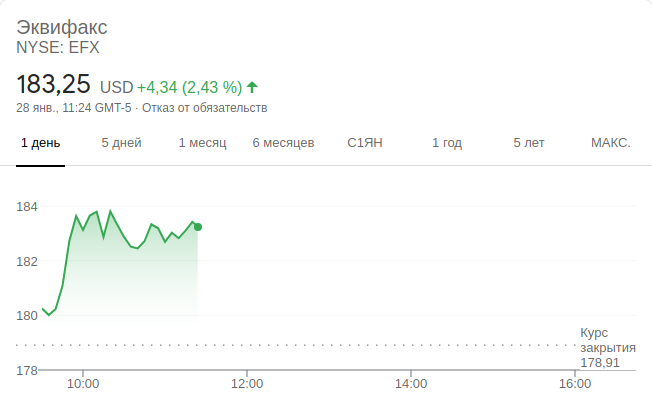 Эквифакс
NYSE: EFX
183,25 USD +4,34 (2,43 %)
28 янв., 11:24 GMT-5 · Отказ от обязательств
1 день 5 дней 1 месяц 6 месяцев С1ЯН 1 год 5 лет МАКС.
184
182
180
Курс
закрытия
178,91
178
10:00 12:00 14:00 16:00